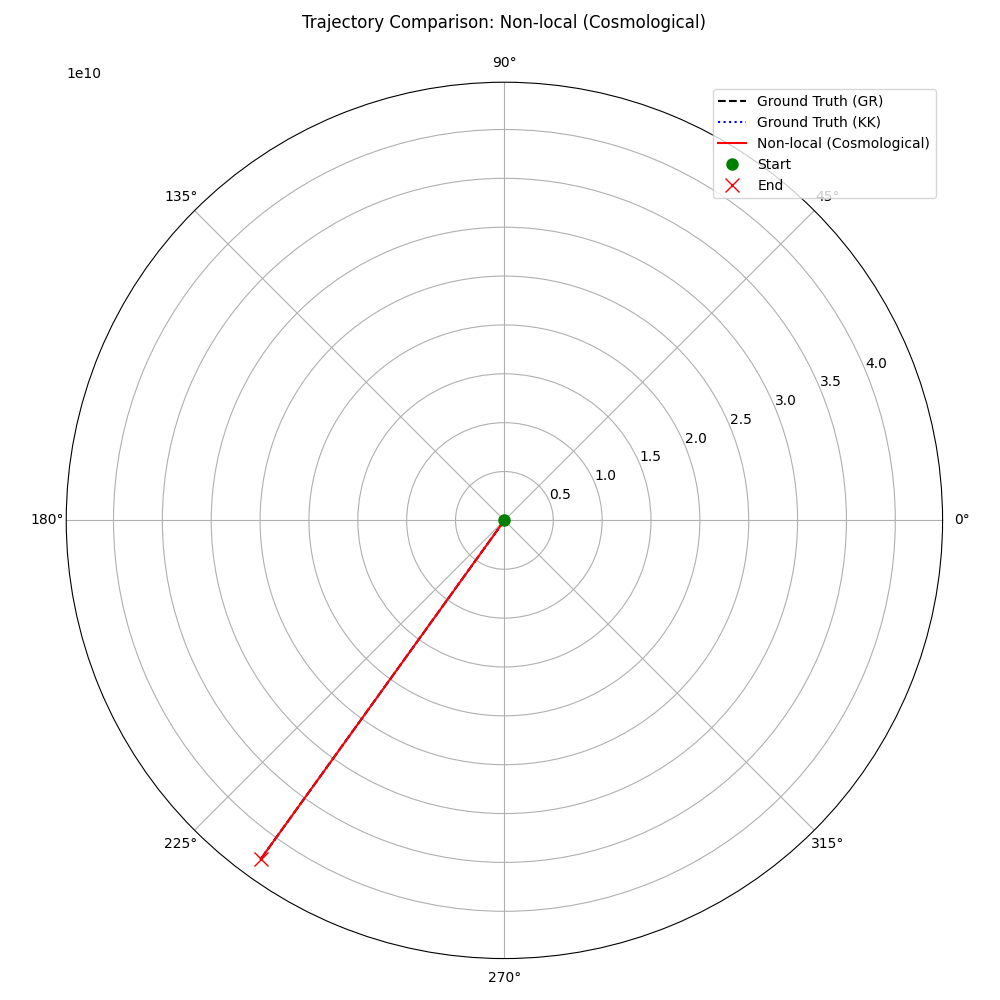 Trajectory Comparison: Non-local (Cosmological)
90°
1e10
Ground Truth (GR)
Ground Truth (KK)
Non-local (Cosmological)
Start
End
135°
45°
4.0
3.5
3.0
2.5
2.0
1.5
1.0
0.5
180°
0°
225°
315°
270°